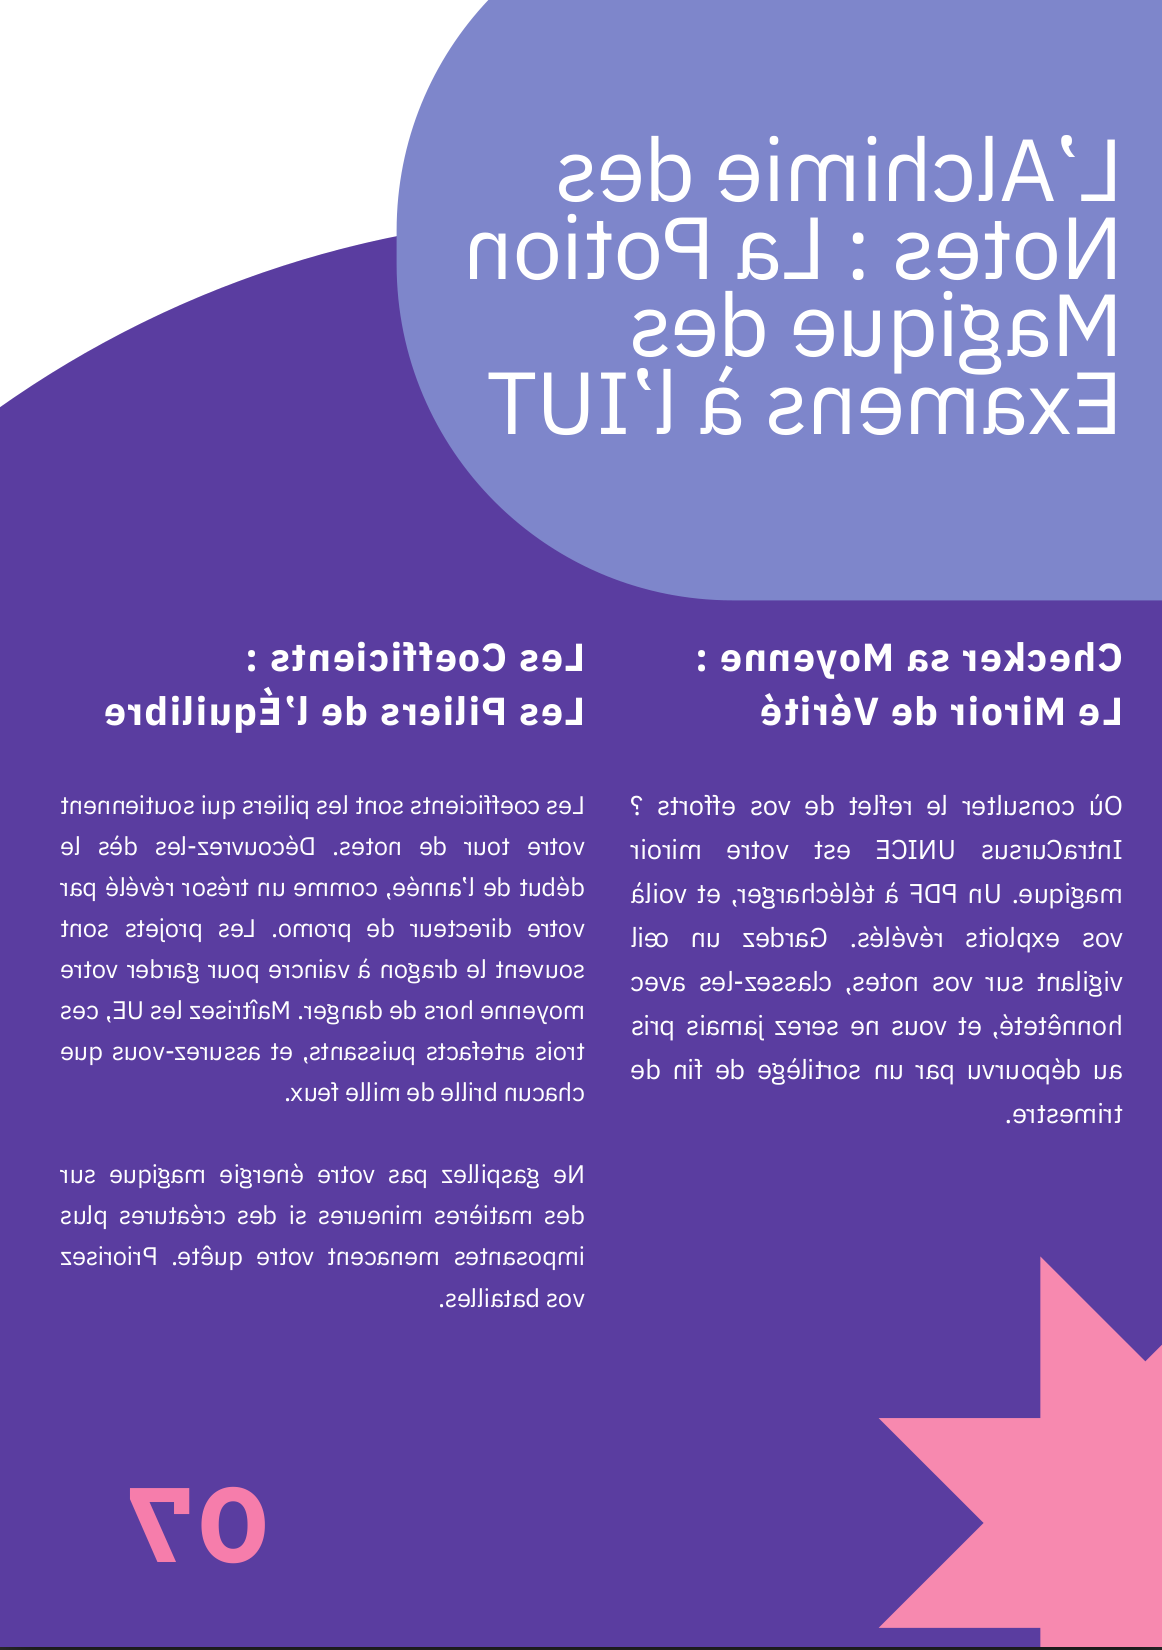 L’Alchimie des
Notes : La Potion
Magique des
Examens à l’IUT
Checker sa Moyenne :
Le Miroir de Vérité
Où consulter le reflet de vos efforts ?
IntraCursus UNICE est votre miroir
magique. Un PDF à télécharger, et voilà
vos exploits révélés. Gardez un œil
vigilant sur vos notes, classez-les avec
honnêteté, et vous ne serez jamais pris
au dépourvu par un sortilège de fin de
trimestre.
Les Coefficients :
Les Piliers de l’Équilibre
Les coefficients sont les piliers qui soutiennent
votre tour de notes. Découvrez-les dès le
début de l’année, comme un trésor révélé par
votre directeur de promo. Les projets sont
souvent le dragon à vaincre pour garder votre
moyenne hors de danger. Maîtrisez les UE, ces
trois artefacts puissants, et assurez-vous que
chacun brille de mille feux.
Ne gaspillez pas votre énergie magique sur
des matières mineures si des créatures plus
imposantes menacent votre quête. Priorisez
vos batailles.
07